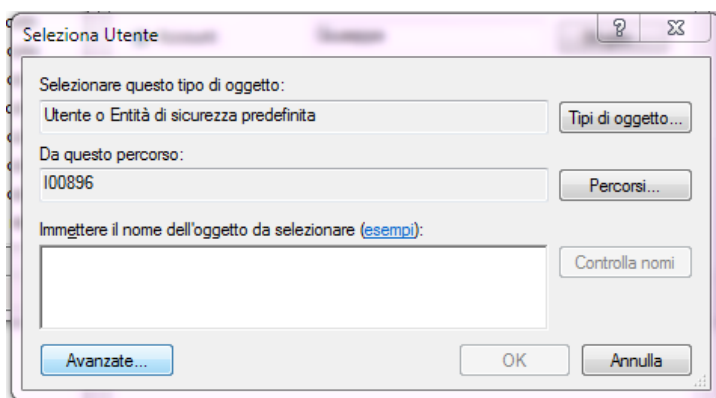 Seleziona Utente
Selezionare questo tipo di oggetto:
Utente o Entità di sicurezza predefinita
Tipi di oggetto...
Da questo percorso:
I00896
Percorsi...
Immettere il nome dell'oggetto da selezionare (esempi):
Controlla nomi
Avanzate...
OK
Annulla